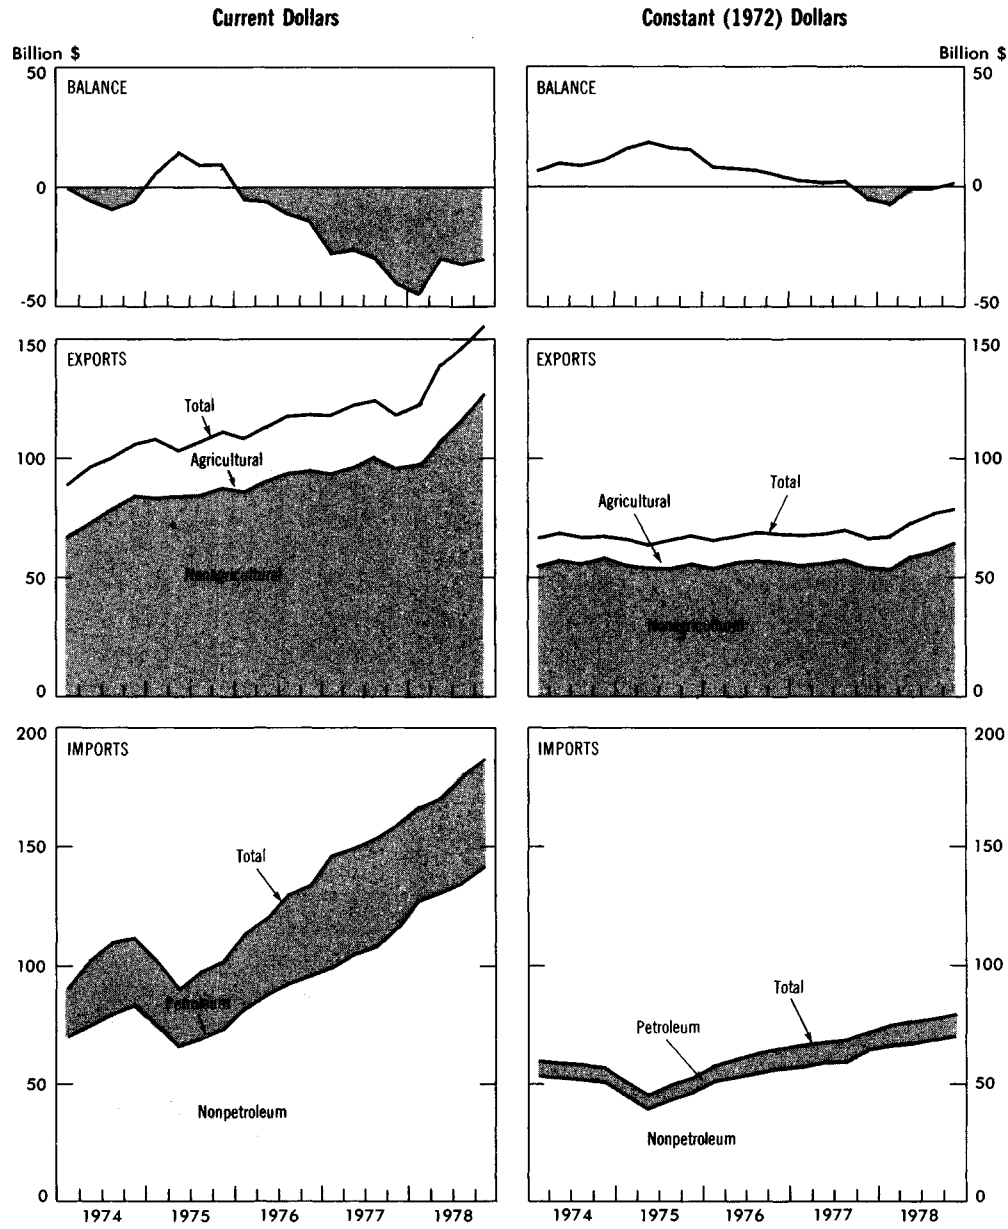 Current Dollars
Constant (1972) Dollars
Billion $
Billion $
50
BALANCE
0
-50
BALANCE
50
0
-50
150
EXPORTS
Total
100
Agricultural
50
NonAgricultural
0
EXPORTS
150
Total
100
Agricultural
50
NonAgricultural
0
200
IMPORTS
150
Total
100
Petroleum
50
Nonpetroleum
0
1974 1975 1976 1977 1978
IMPORTS
200
150
100
Total
Petroleum
50
Nonpetroleum
0
1974 1975 1976 1977 1978